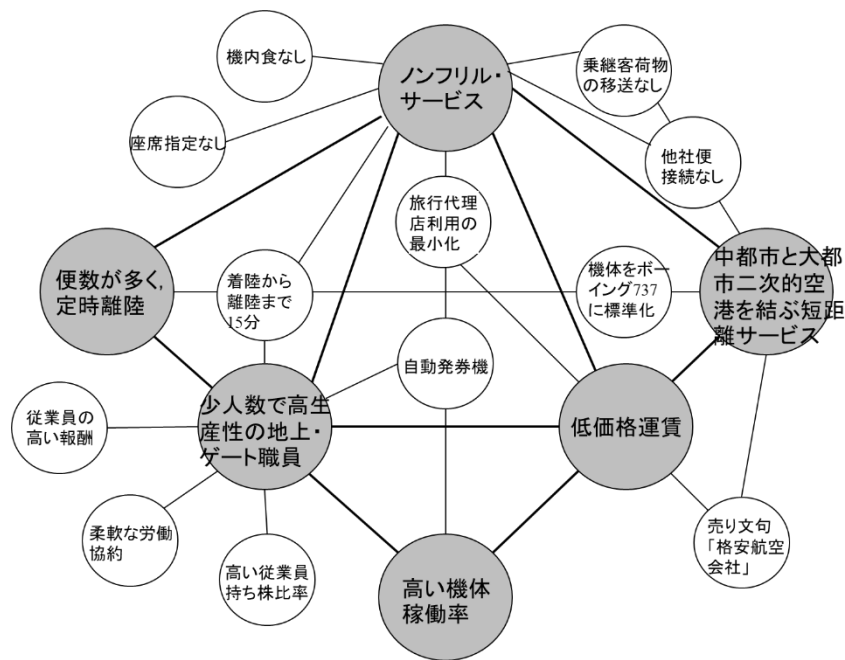 機内食なし
ノンフリル・
サービス
乗継客荷物
の移送なし
座席指定なし
他社便
接続なし
旅行代理
店利用の
最小化
便数が多く,
定時離陸
着陸から
離陸まで
15分
機体をボー
イング737
に標準化
中都市と大都
市二次的空
港を結ぶ短距
離サービス
自動発券機
従業員の
高い報酬
少人数で高生
産性の地上・
ゲート職員
低価格運賃
柔軟な労働
協約
高い従業員
持ち株比率
高い機体
稼働率
売り文句
「格安航空
会社」